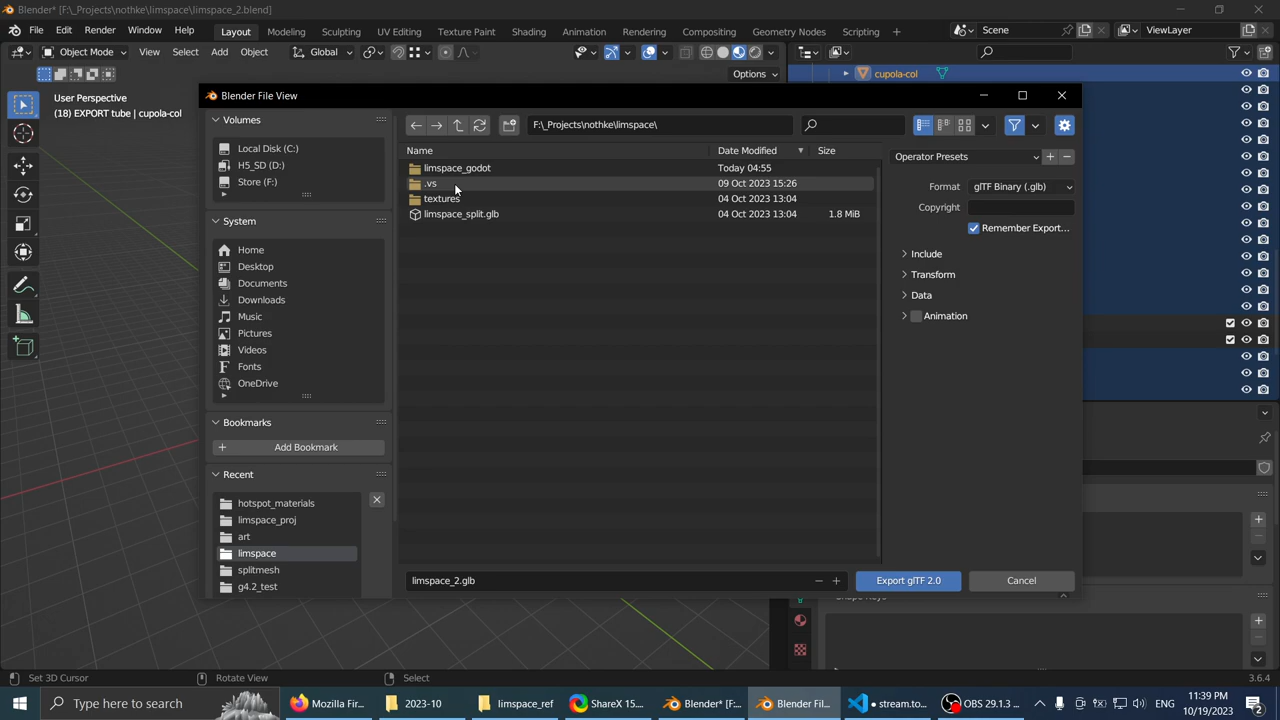 Blender* [F:\_Projects\nothke\limspace\limspace_2.blend]
File Edit Render Window Help Layout Modeling Sculpting UV Editing Texture Paint Shading Animation Rendering Compositing Geometry Nodes Scripting Scene ViewLayer
Object Mode View Select Add Object Global
Options
cupola-col
User Perspective
(18) EXPORT tube | cupola-col
Blender File View
Volumes
Local Disk (C:)
H5_SD (D:)
Store (F:)
System
Home
Desktop
Documents
Downloads
Music
Pictures
Videos
Fonts
OneDrive
Bookmarks
Add Bookmark
Recent
hotspot_materials
limspace_proj
art
limspace
splitmesh
g4.2_test
F:\_Projects\nothke\limspace\
Name Date Modified Size
limspace_godot Today 04:55
.vs 09 Oct 2023 15:26
textures 04 Oct 2023 13:04
limspace_split.glb 04 Oct 2023 13:04 1.8 MiB
limspace_2.glb
Export glTF 2.0
Cancel
Operator Presets
Format glTF Binary (.glb)
Copyright
Remember Export...
Include
Transform
Data
Animation
Set 3D Cursor Rotate View Select 3.6.4
Type here to search
Mozilla Fir... 2023-10 limspace_re ShareX 15... Blender* [F:... Blender Fil... stream.to... OBS 29.1.3 ... ENG 11:39 PM 10/19/2023 2